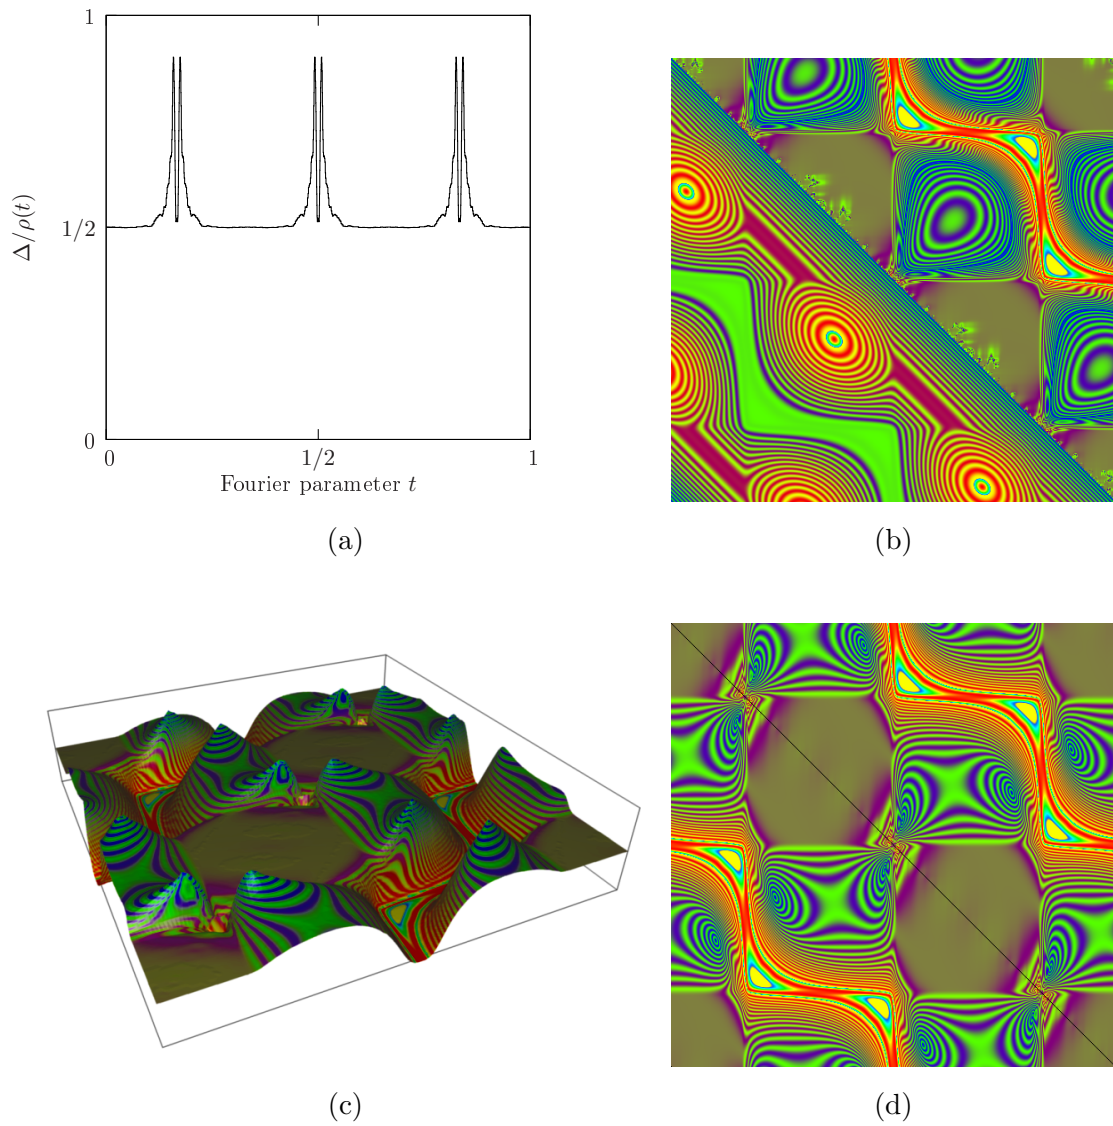 1
Δ/ρ(t)
1/2
0
0 1/2 1
Fourier parameter t
(a)
(b)
(c)
(d)